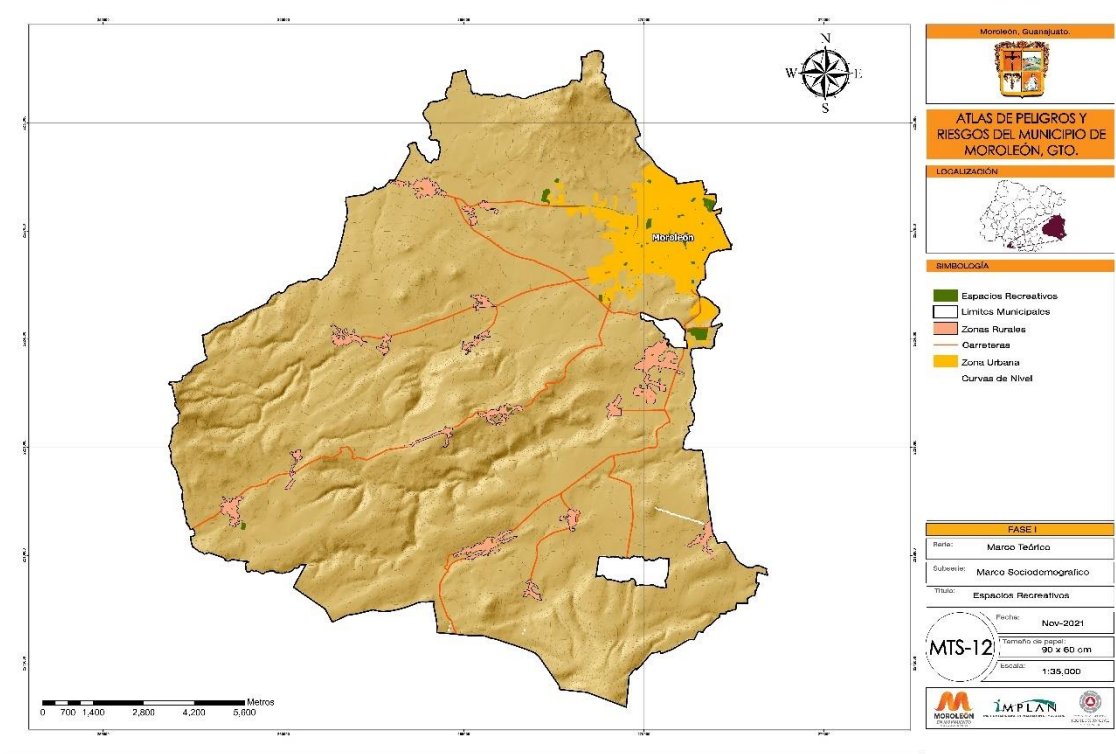 N
W
E
S
Moroleón
Metros
0 700 1,400 2,800 4,200 5,600
Moroleón, Guanajuato.
ATLAS DE PELIGROS Y
RIESGOS DEL MUNICIPIO DE
MOROLEÓN, GTO.
LOCALIZACIÓN
SIMBOLOGÍA
Espacios Recreativos
Limites Municipales
Zonas Rurales
Carreteras
Zona Urbana
Curvas de Nivel
FASE I
Serie: Marco Teórico
Subserie: Marco Sociodemografico
Titulo: Espacios Recreativos
MTS-12
Fecha: Nov-2021
Tamaño de papel:
90 x 60 cm
Escala: 1:35,000
MOROLEÓN
IMPLAN